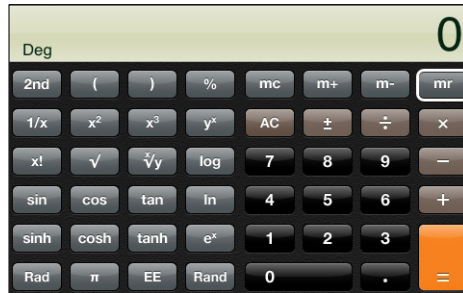 0
Deg
2nd ( ) % mc m+ m- mr
1/x x² x³ yˣ AC ± ÷ ×
x! √ ˣ√y log 7 8 9 −
sin cos tan ln 4 5 6 +
sinh cosh tanh eˣ 1 2 3
Rad π EE Rand 0 . =